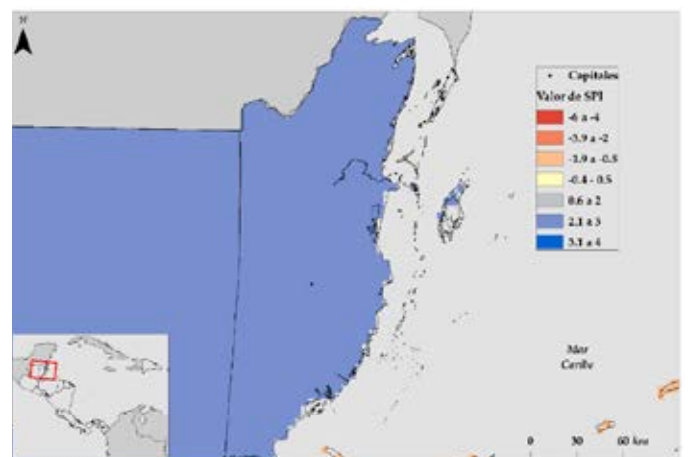 N
Capitales
Valor de SPI
-6 a -4
-3.9 a -2
-1.9 a -0.5
-0.4 - 0.5
0.6 a 2
2.1 a 3
3.1 a 4
Mar
Caribe
0 30 60 km